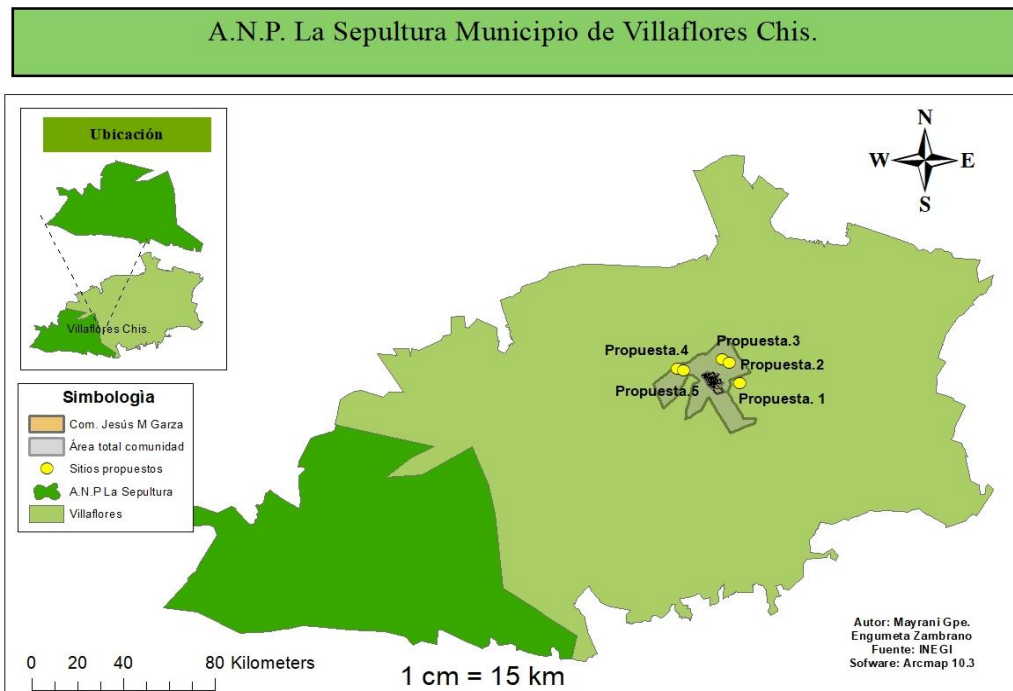 A.N.P. La Sepultura Municipio de Villaflores Chis.
Ubicación
Villaflores Chis.
N
W E
S
Propuesta.3
Propuesta.4
Propuesta.2
Propuesta.5
Propuesta. 1
Simbologìa
Com. Jesús M Garza
Área total comunidad
Sitios propuestos
A.N.P La Sepultura
Villaflores
Autor: Mayrani Gpe.
Engumeta Zambrano
Fuente: INEGI
Sofware: Arcmap 10.3
0 20 40 80 Kilometers
1 cm = 15 km